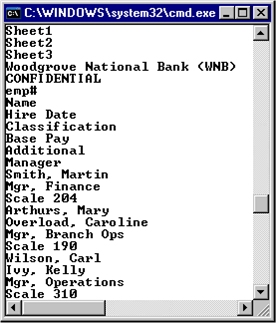 C:\WINDOWS\system32\cmd.exe
Sheet1
Sheet2
Sheet3
Woodgrove National Bank (WNB)
CONFIDENTIAL
emp#
Name
Hire Date
Classification
Base Pay
Additional
Manager
Smith, Martin
Mgr, Finance
Scale 204
Arthurs, Mary
Overload, Caroline
Mgr, Branch Ops
Scale 190
Wilson, Carl
Ivy, Kelly
Mgr, Operations
Scale 310